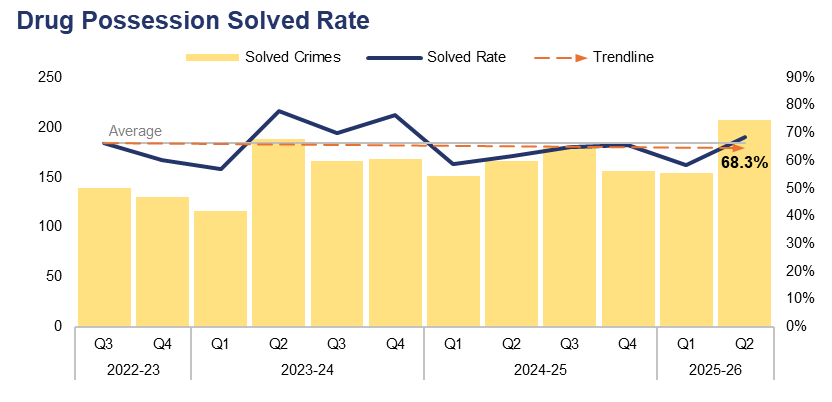 Drug Possession Solved Rate
Solved Crimes Solved Rate Trendline
250 90%
80%
200 70%
Average
60%
68.3%
150 50%
100 40%
30%
50 20%
10%
0 0%
Q3 Q4 Q1 Q2 Q3 Q4 Q1 Q2 Q3 Q4 Q1 Q2
2022-23 2023-24 2024-25 2025-26